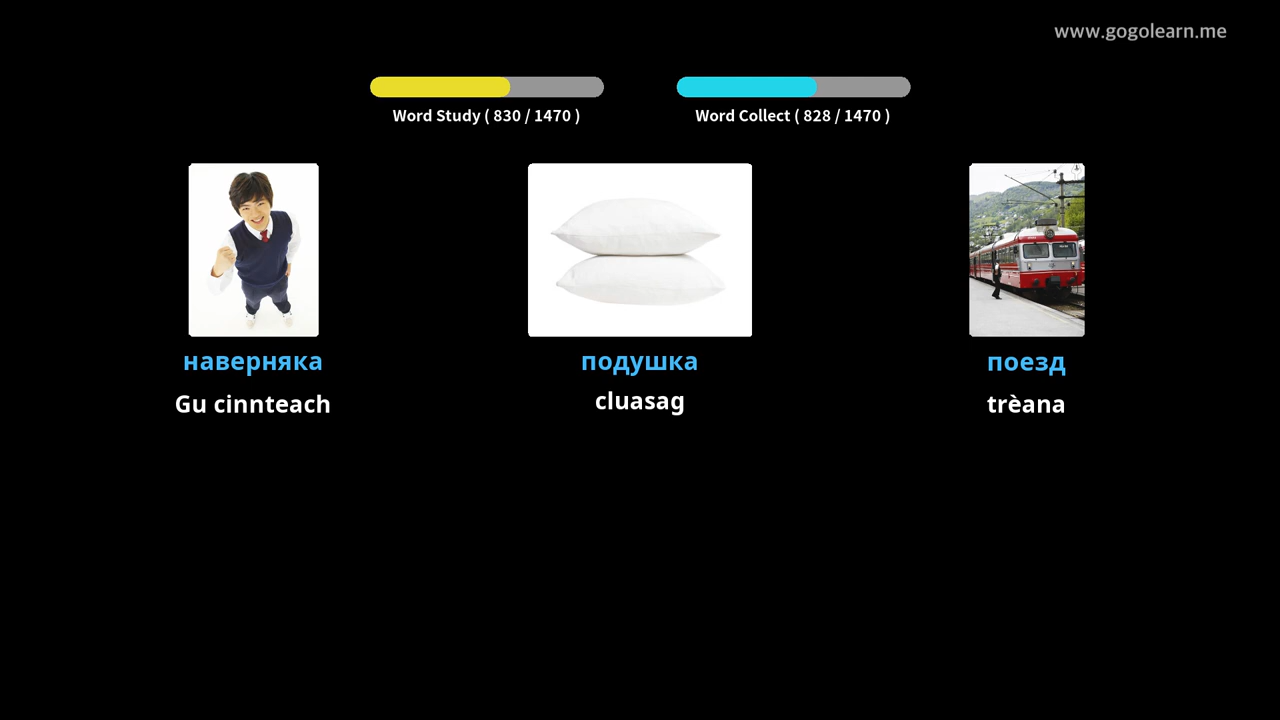 www.gogolearn.me
Word Study ( 830 / 1470 )
Word Collect ( 828 / 1470 )
наверняка
подушка
поезд
Gu cinnteach
cluasag
trèana